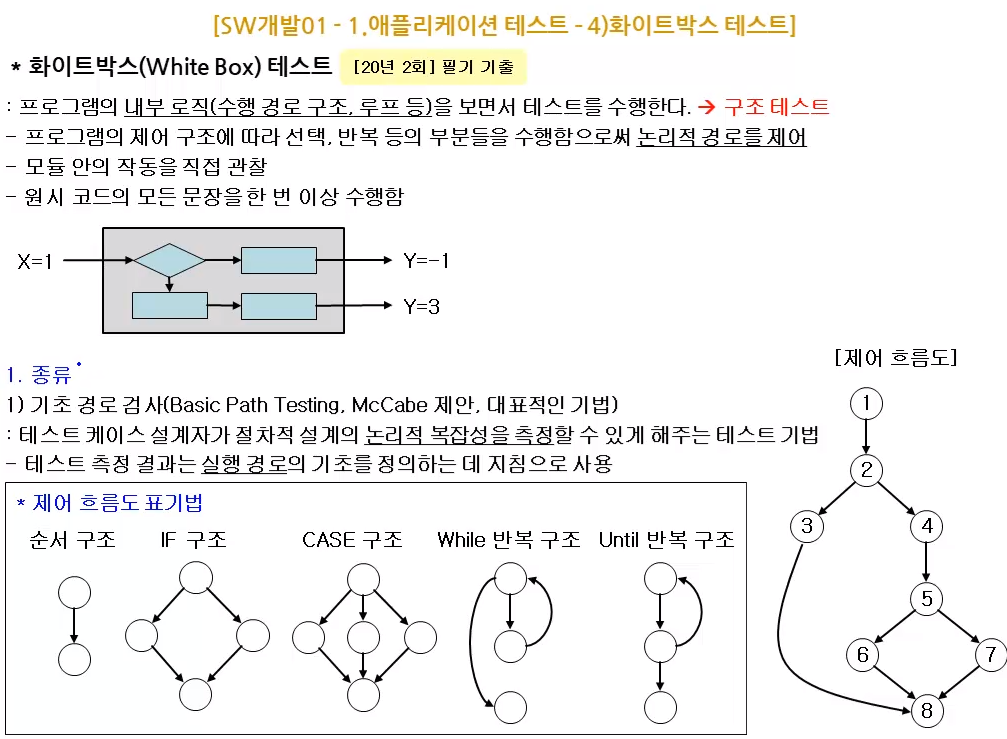 [SW개발01 - 1.애플리케이션 테스트 - 4)화이트박스 테스트]
* 화이트박스(White Box) 테스트 [20년 2회] 필기 기출
: 프로그램의 내부 로직(수행 경로 구조, 루프 등)을 보면서 테스트를 수행한다. → 구조 테스트
- 프로그램의 제어 구조에 따라 선택, 반복 등의 부분들을 수행함으로써 논리적 경로를 제어
- 모듈 안의 작동을 직접 관찰
- 원시 코드의 모든 문장을 한 번 이상 수행함
X=1
Y=-1
Y=3
1. 종류
1) 기초 경로 검사(Basic Path Testing, McCabe 제안, 대표적인 기법)
: 테스트 케이스 설계자가 절차적 설계의 논리적 복잡성을 측정할 수 있게 해주는 테스트 기법
- 테스트 측정 결과는 실행 경로의 기초를 정의하는 데 지침으로 사용
* 제어 흐름도 표기법
순서 구조 IF 구조 CASE 구조 While 반복 구조 Until 반복 구조
[제어 흐름도]
1
2
3 4
5
6 7
8